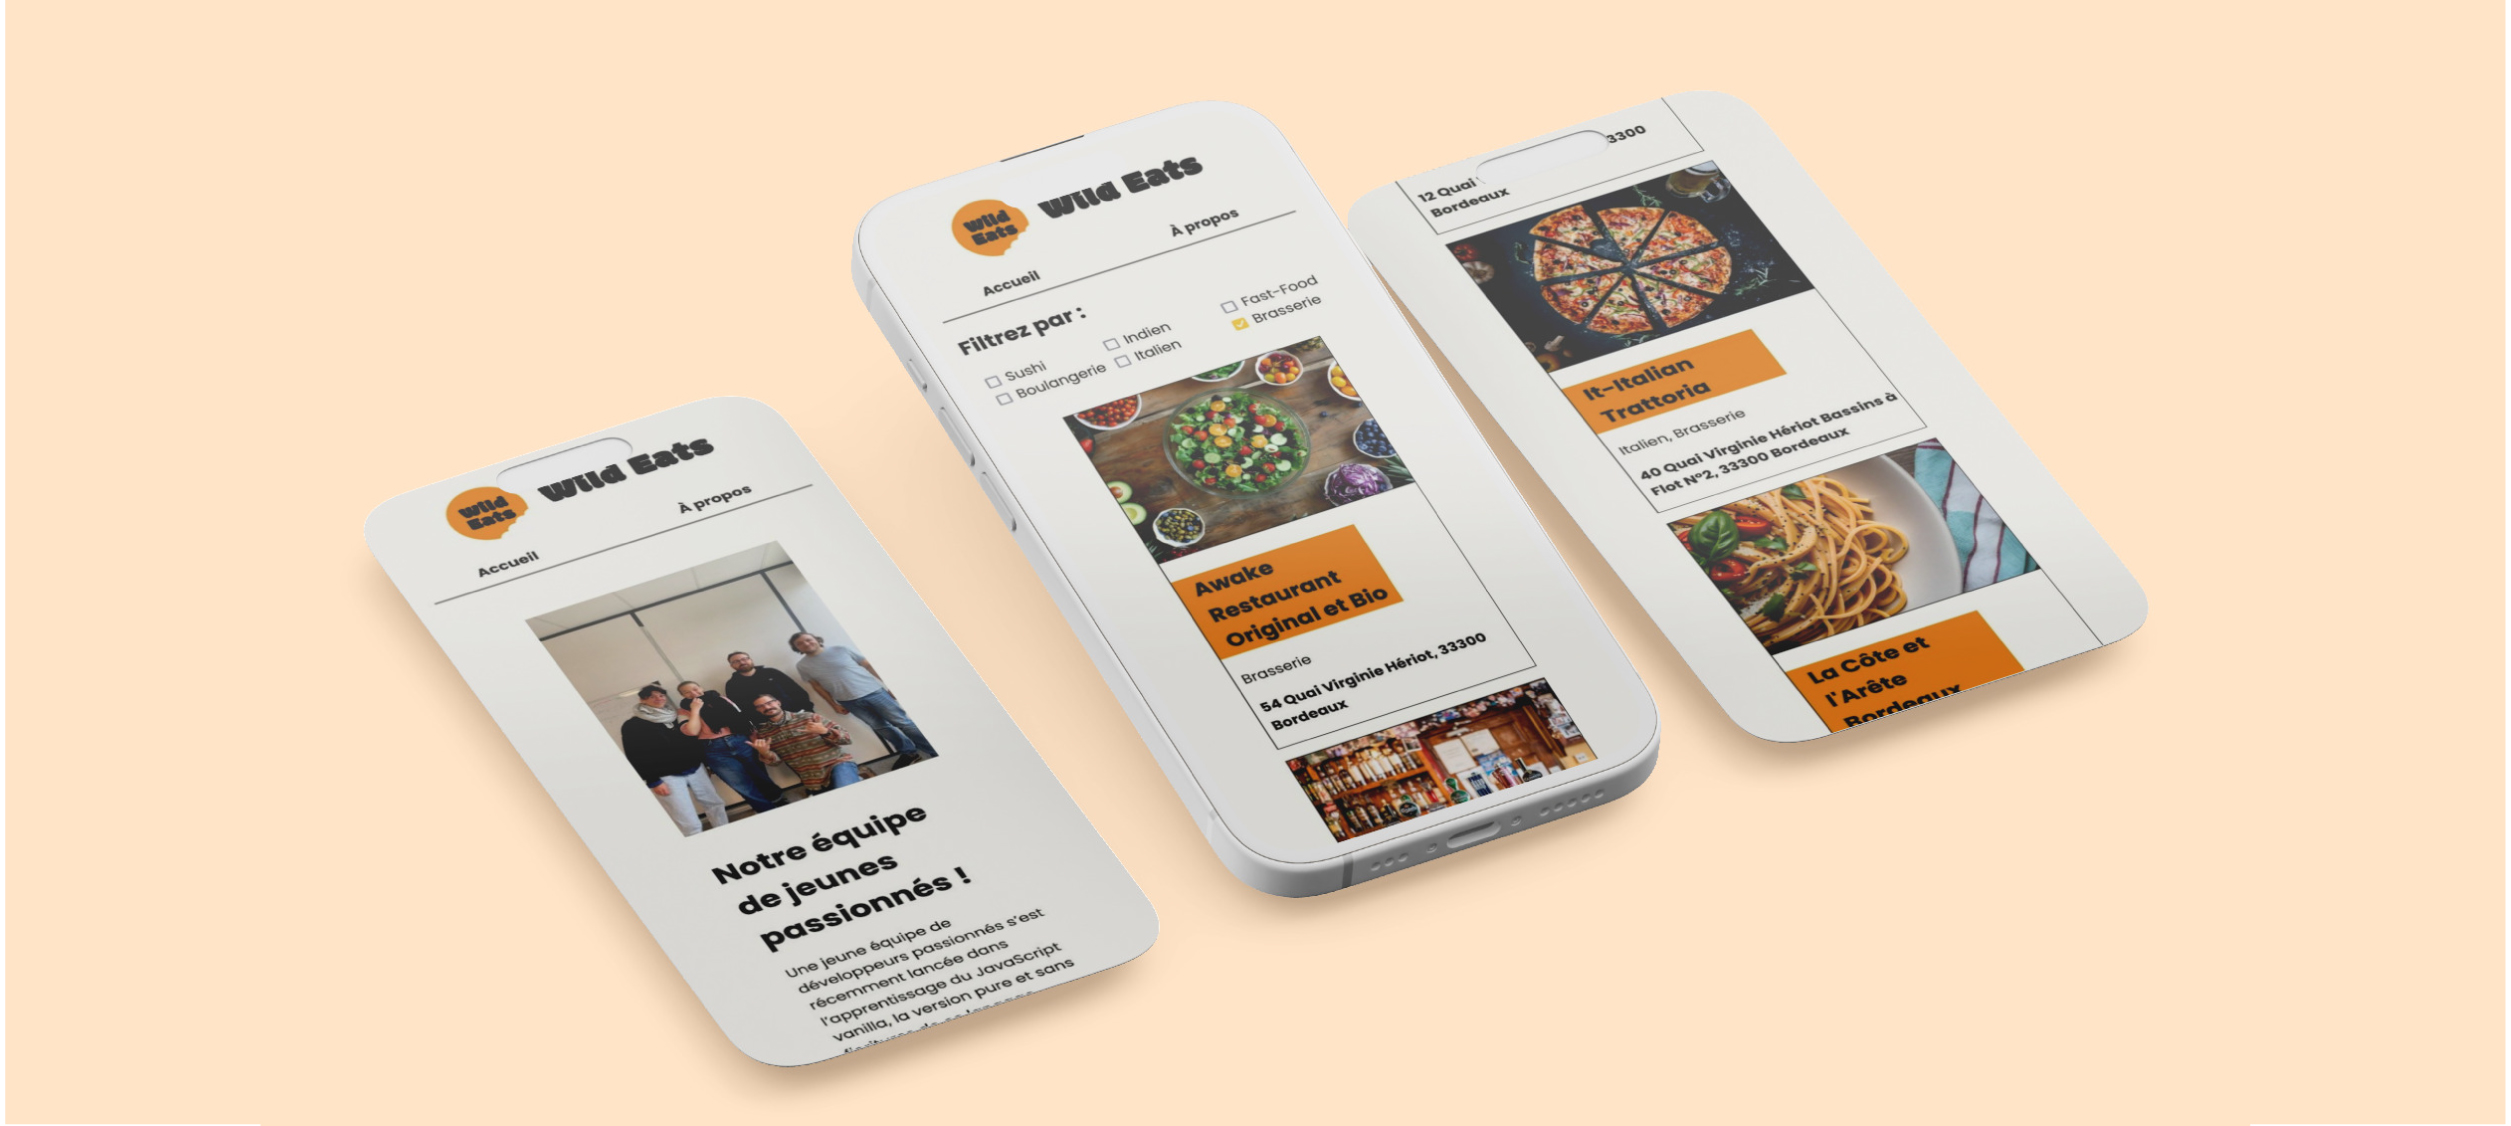 Wild
Eats
Wild Eats
Accueil
À propos
Notre équipe
de jeunes
passionnés !
Une jeune équipe de
développeurs passionnés s'est
récemment lancée dans
l'apprentissage du JavaScript
vanilla, la version pure et sans
Wild
Eats
Wild Eats
Accueil
À propos
Filtrez par :
Sushi
Indien
Fast-Food
Boulangerie
Italien
Brasserie
Awake
Restaurant
Original et Bio
Brasserie
54 Quai Virginie Hériot, 33300
Bordeaux
12 Quai 3300
Bordeaux
It-Italian
Trattoria
Italien, Brasserie
40 Quai Virginie Hériot Bassins à
Flot N°2, 33300 Bordeaux
La Côte et
l'Arête
Bordeaux